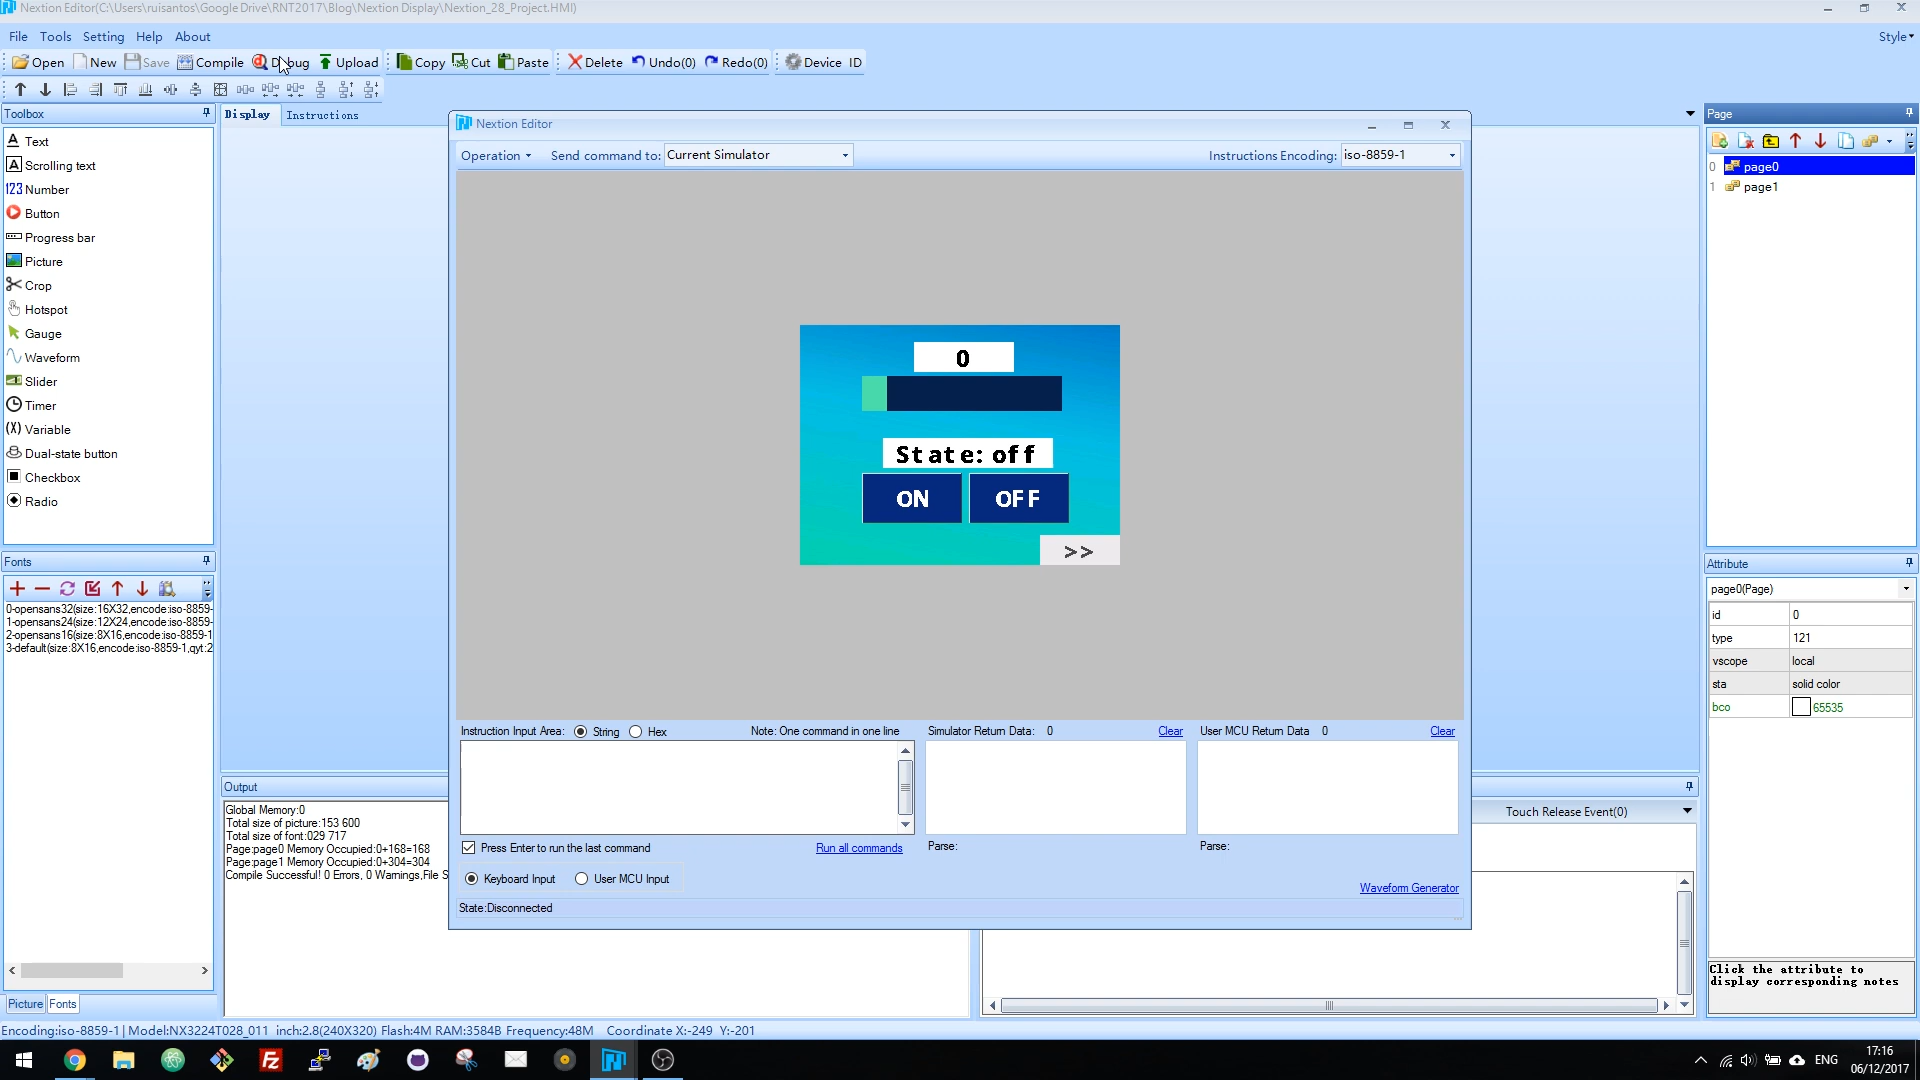 Nextion Editor(C:\Users\ruisantos\Google Drive\RNT2017\Blog\Nextion Display\Nextion_28_Project.HMI)
File Tools Setting Help About Style
Open New Save Compile Debug Upload Copy Cut Paste Delete Undo(0) Redo(0) Device ID
Toolbox
Text
Scrolling text
Number
Button
Progress bar
Picture
Crop
Hotspot
Gauge
Waveform
Slider
Timer
Variable
Dual-state button
Checkbox
Radio
Fonts
0-opensans32(size:16X32,encode:iso-8859-
1-opensans24(size:12X24,encode:iso-8859-
2-opensans16(size:8X16,encode:iso-8859-1
3-default(size:8X16,encode:iso-8859-1,qyt:2
Picture Fonts
Display Instructions
Nextion Editor
Operation Send command to: Current Simulator Instructions Encoding: iso-8859-1
0
State: off
ON OFF
>>
Instruction Input Area: String Hex Note: One command in one line
Simulator Return Data: 0 Clear
User MCU Return Data 0 Clear
Press Enter to run the last command Run all commands
Parse:
Parse:
Keyboard Input User MCU Input
Waveform Generator
State:Disconnected
Output
Global Memory:0
Total size of picture:153 600
Total size of font:029 717
Page:page0 Memory Occupied:0+168=168
Page:page1 Memory Occupied:0+304=304
Compile Successful! 0 Errors, 0 Warnings,File S
Touch Release Event(0)
Page
0 page0
1 page1
Attribute
page0(Page)
id 0
type 121
vscope local
sta solid color
bco 65535
Click the attribute to
display corresponding notes
Encoding:iso-8859-1 | Model:NX3224T028_011 inch:2.8(240X320) Flash:4M RAM:3584B Frequency:48M Coordinate X:-249 Y:-201
ENG
17:16
06/12/2017